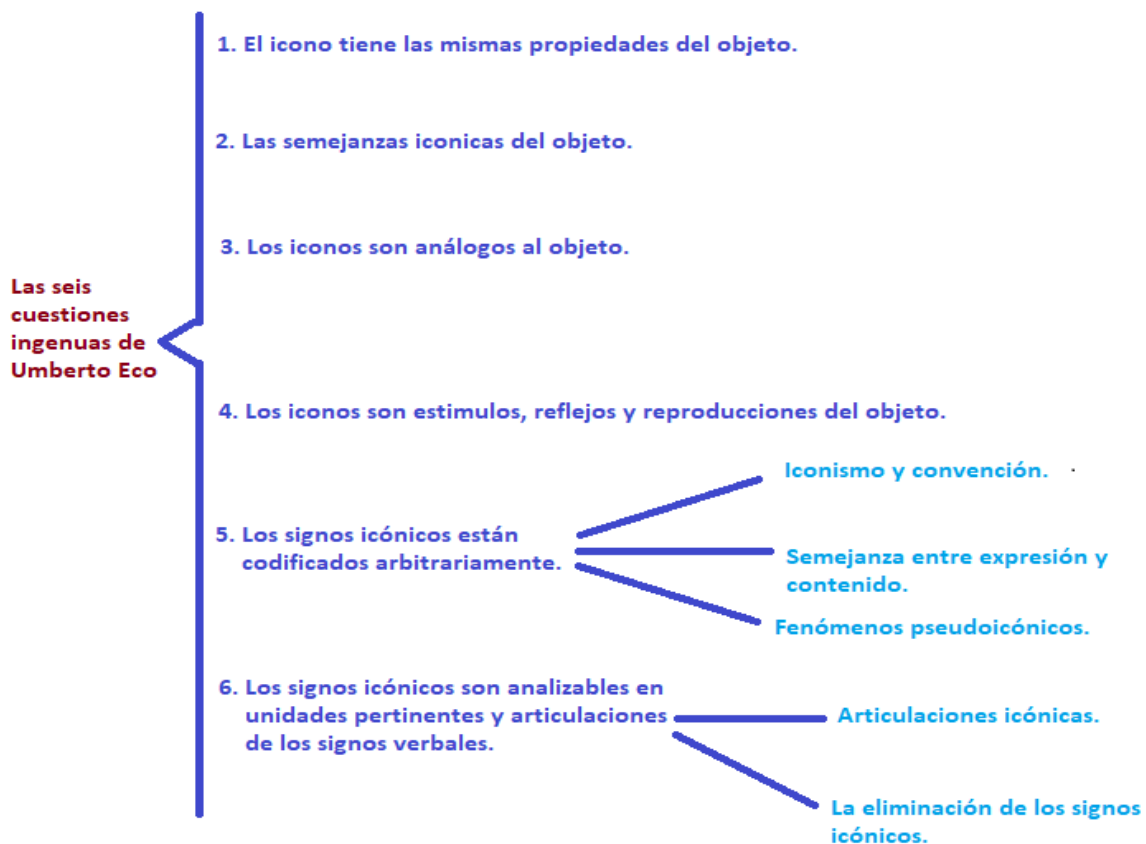 1. El icono tiene las mismas propiedades del objeto.
2. Las semejanzas iconicas del objeto.
3. Los iconos son análogos al objeto.
Las seis
cuestiones
ingenuas de
Umberto Eco
4. Los iconos son estimulos, reflejos y reproducciones del objeto.
Iconismo y convención.
5. Los signos icónicos están
codificados arbitrariamente.
Semejanza entre expresión y
contenido.
Fenómenos pseudoicónicos.
6. Los signos icónicos son analizables en
unidades pertinentes y articulaciones
de los signos verbales.
Articulaciones icónicas.
La eliminación de los signos
icónicos.